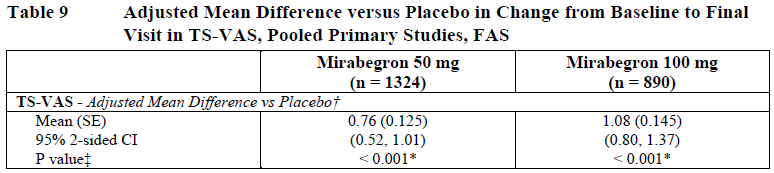 Table 9 Adjusted Mean Difference versus Placebo in Change from Baseline to Final
Visit in TS-VAS, Pooled Primary Studies, FAS
Mirabegron 50 mg Mirabegron 100 mg
(n = 1324) (n = 890)
TS-VAS - Adjusted Mean Difference vs Placebo†
Mean (SE) 0.76 (0.125) 1.08 (0.145)
95% 2-sided CI (0.52, 1.01) (0.80, 1.37)
P value‡ < 0.001* < 0.001*